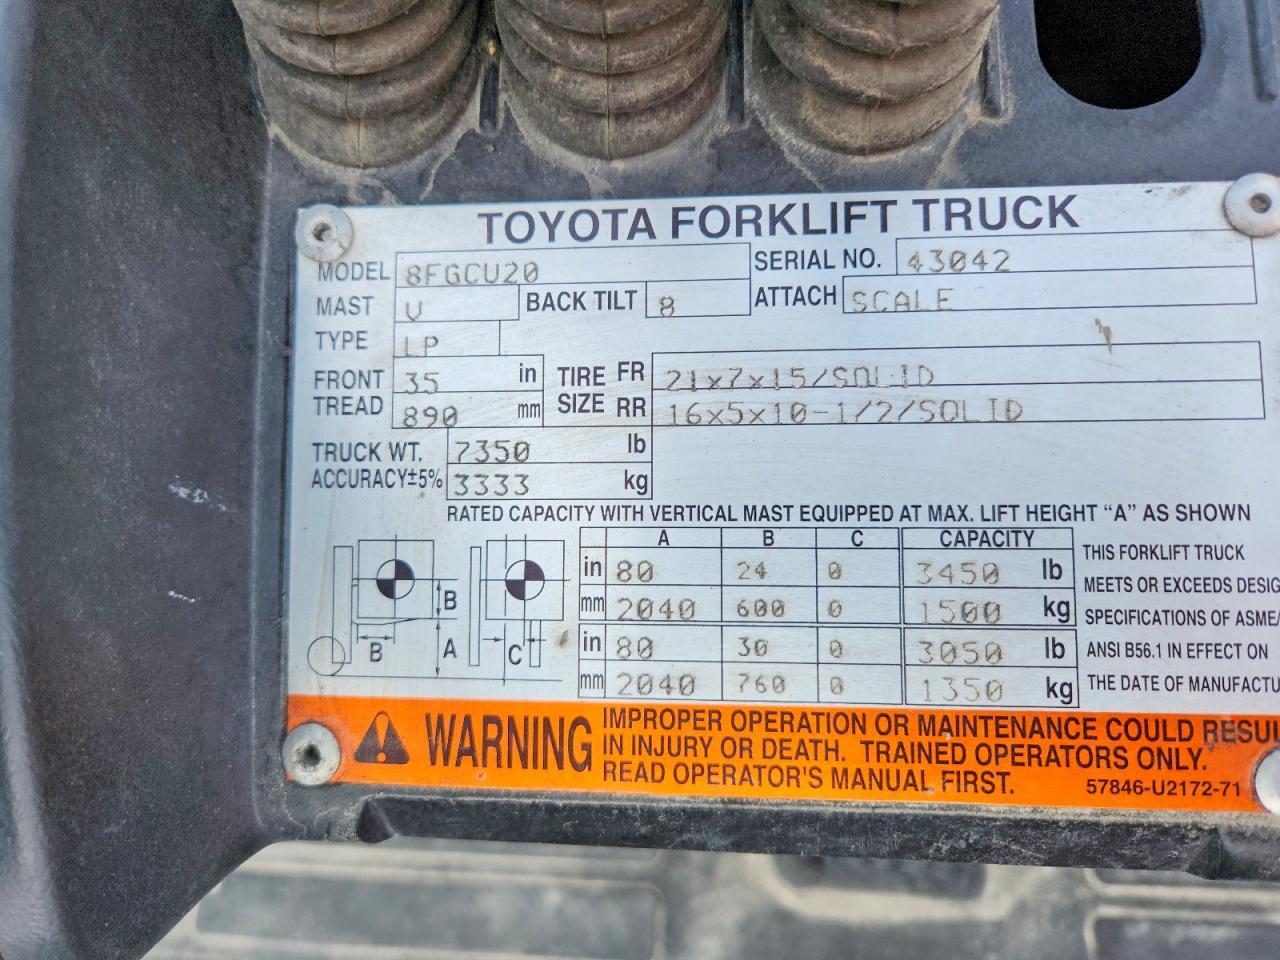 TOYOTA FORKLIFT TRUCK
MODEL 8FGCU20 SERIAL NO. 43042
MAST V BACK TILT 8 ATTACH SCALE
TYPE LP
FRONT TREAD 35 in TIRE SIZE FR 21x7x15/SOLID
890 mm RR 16x5x10-1/2/SOLID
TRUCK WT. 7350 lb
ACCURACY±5% 3333 kg
RATED CAPACITY WITH VERTICAL MAST EQUIPPED AT MAX. LIFT HEIGHT "A" AS SHOWN
A B C CAPACITY
in 80 24 0 3450 lb
mm 2040 600 0 1500 kg
in 80 30 0 3050 lb
mm 2040 760 0 1350 kg
B
B A C
THIS FORKLIFT TRUCK
MEETS OR EXCEEDS DESIG
SPECIFICATIONS OF ASME/
ANSI B56.1 IN EFFECT ON
THE DATE OF MANUFACTU
WARNING
IMPROPER OPERATION OR MAINTENANCE COULD RESUL
IN INJURY OR DEATH. TRAINED OPERATORS ONLY.
READ OPERATOR'S MANUAL FIRST.
57846-U2172-71